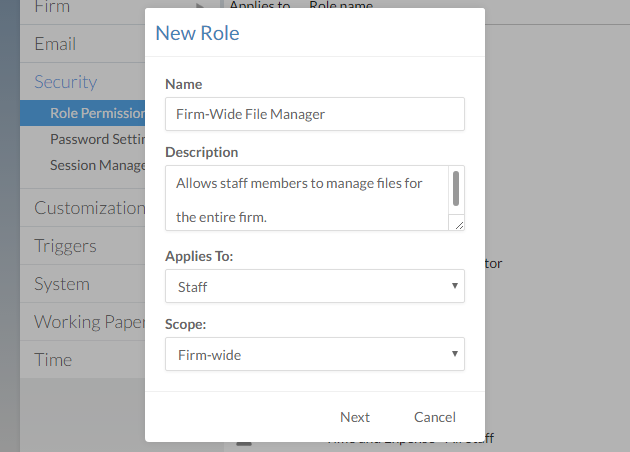 Firm
Applies to
Role name
Email
Security
Role Permission
Password Settin
Session Manage
Customization
Triggers
System
Working Paper
Time
New Role
Name
Firm-Wide File Manager
Description
Allows staff members to manage files for
the entire firm.
Applies To:
Staff
Scope:
Firm-wide
Next
Cancel
tor
Time and Expense - All Staff